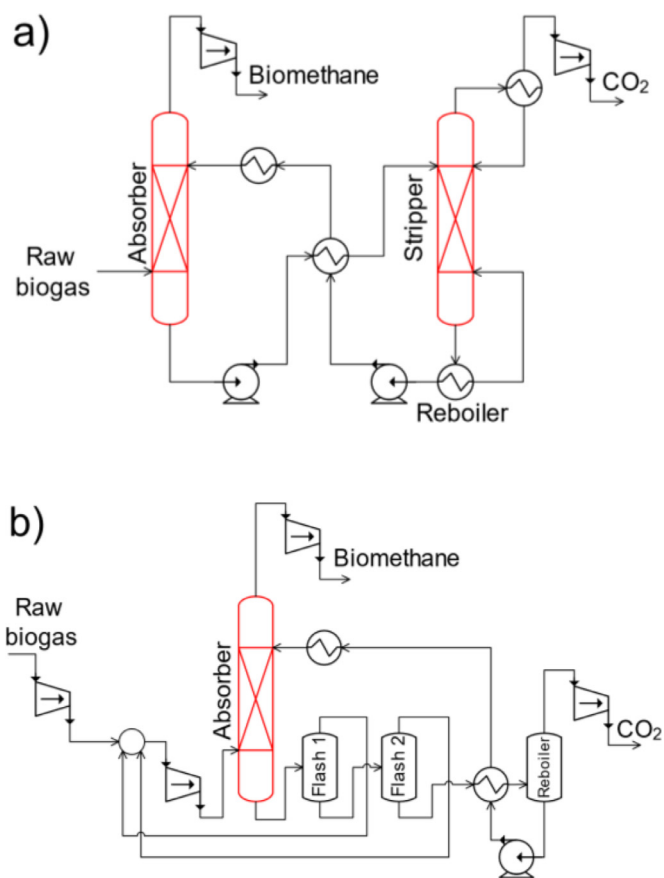 a)
Biomethane
CO₂
Absorber
Stripper
Raw
biogas
Reboiler
b)
Biomethane
Raw
biogas
Absorber
Flash 1
Flash 2
Reboiler
CO₂